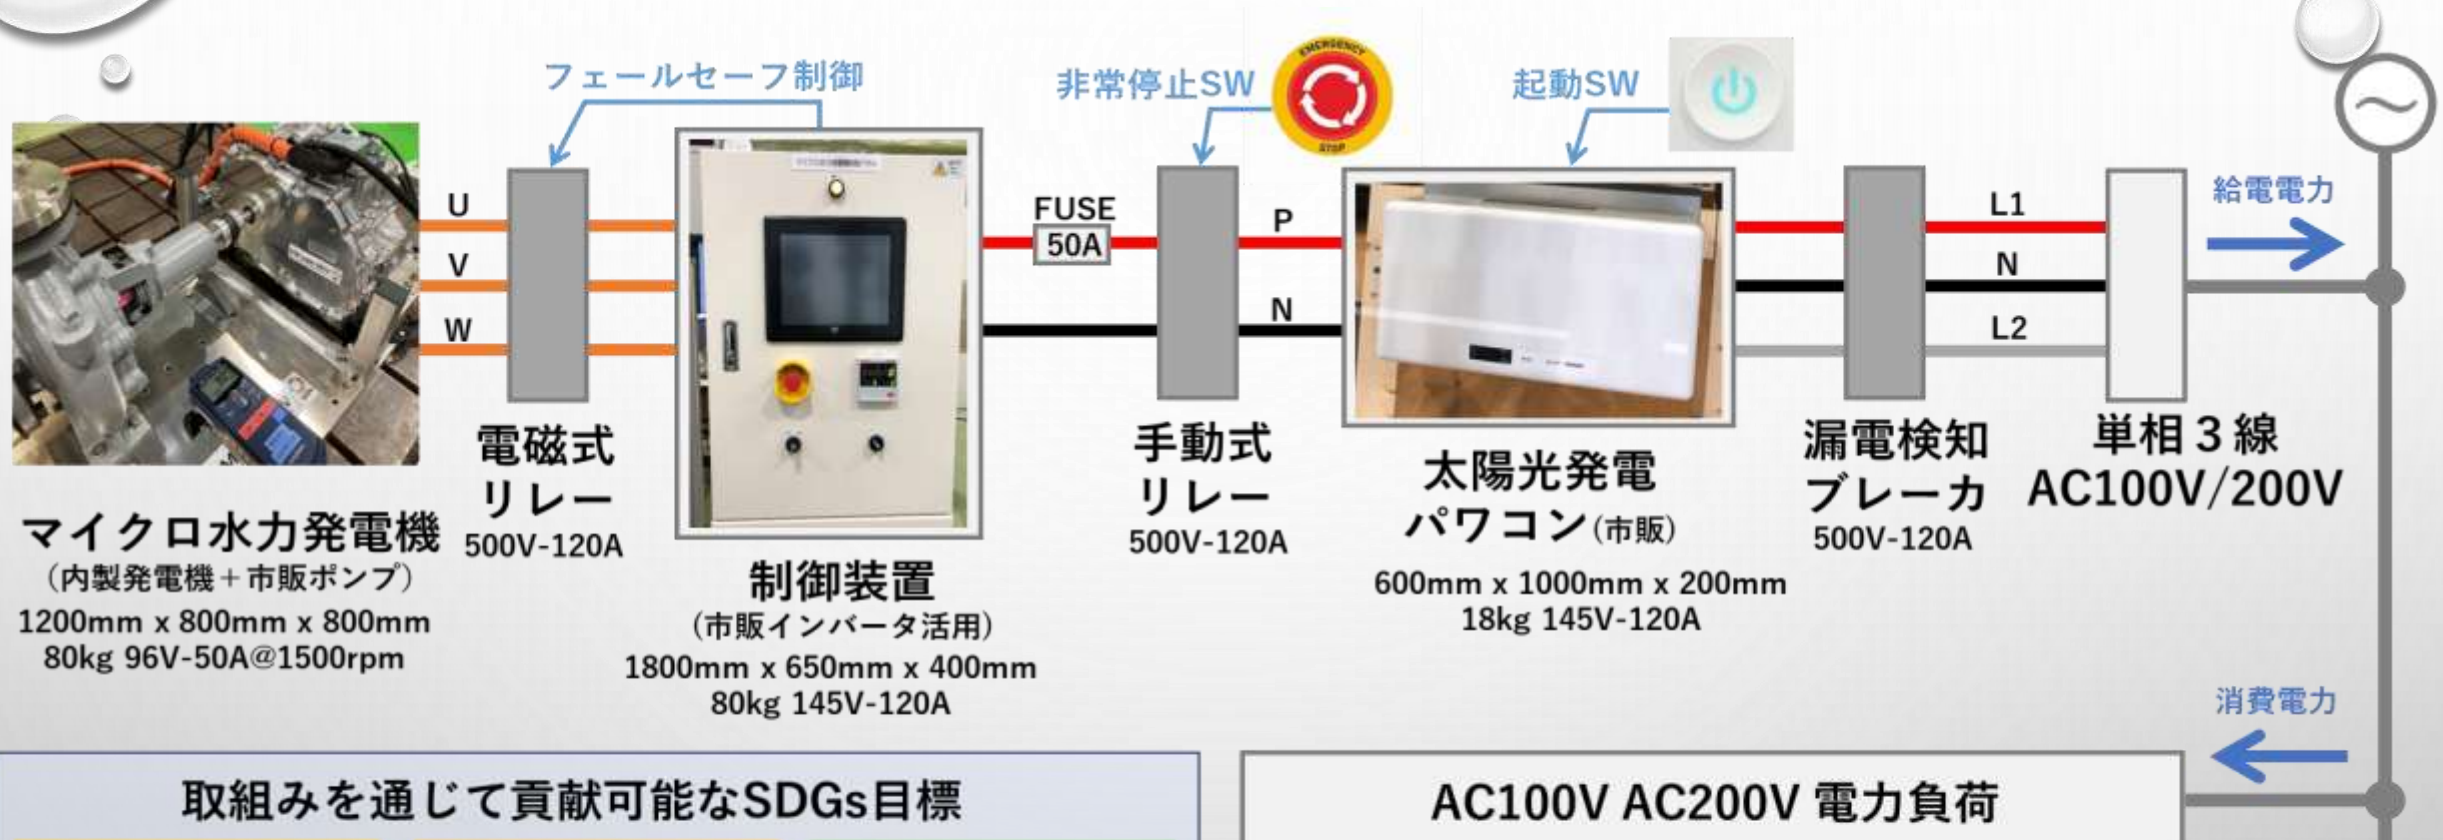 フェールセーフ制御
非常停止SW
EMERGENCY
STOP
起動SW
U
V
W
FUSE
50A
P
N
L1
N
L2
給電電力
マイクロ水力発電機
（内製発電機＋市販ポンプ）
1200mm x 800mm x 800mm
80kg 96V-50A@1500rpm
電磁式
リレー
500V-120A
制御装置
（市販インバータ活用）
1800mm x 650mm x 400mm
80kg 145V-120A
手動式
リレー
500V-120A
太陽光発電
パワコン（市販）
600mm x 1000mm x 200mm
18kg 145V-120A
漏電検知
ブレーカ
500V-120A
単相３線
AC100V/200V
消費電力
取組みを通じて貢献可能なSDGs目標
AC100V AC200V 電力負荷